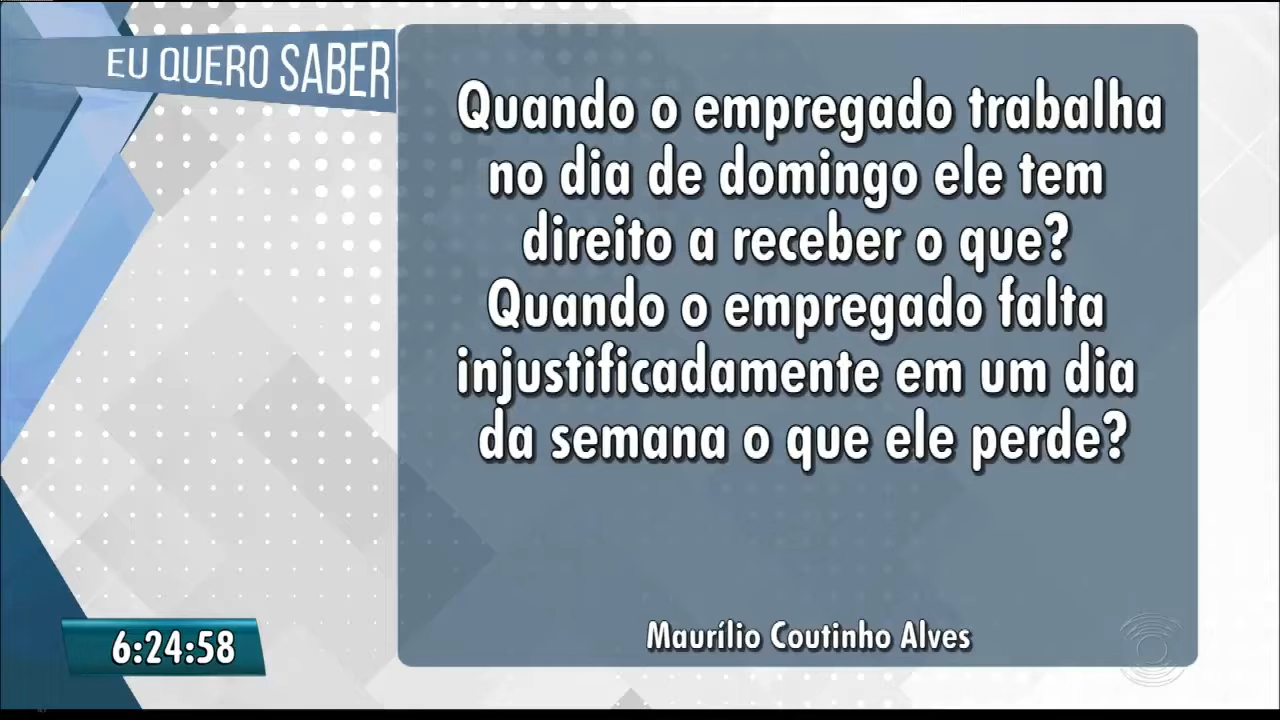 EU QUERO SABER
Quando o empregado trabalha
no dia de domingo ele tem
direito a receber o que?
Quando o empregado falta
injustificadamente em um dia
da semana o que ele perde?
Maurílio Coutinho Alves
6:24:58